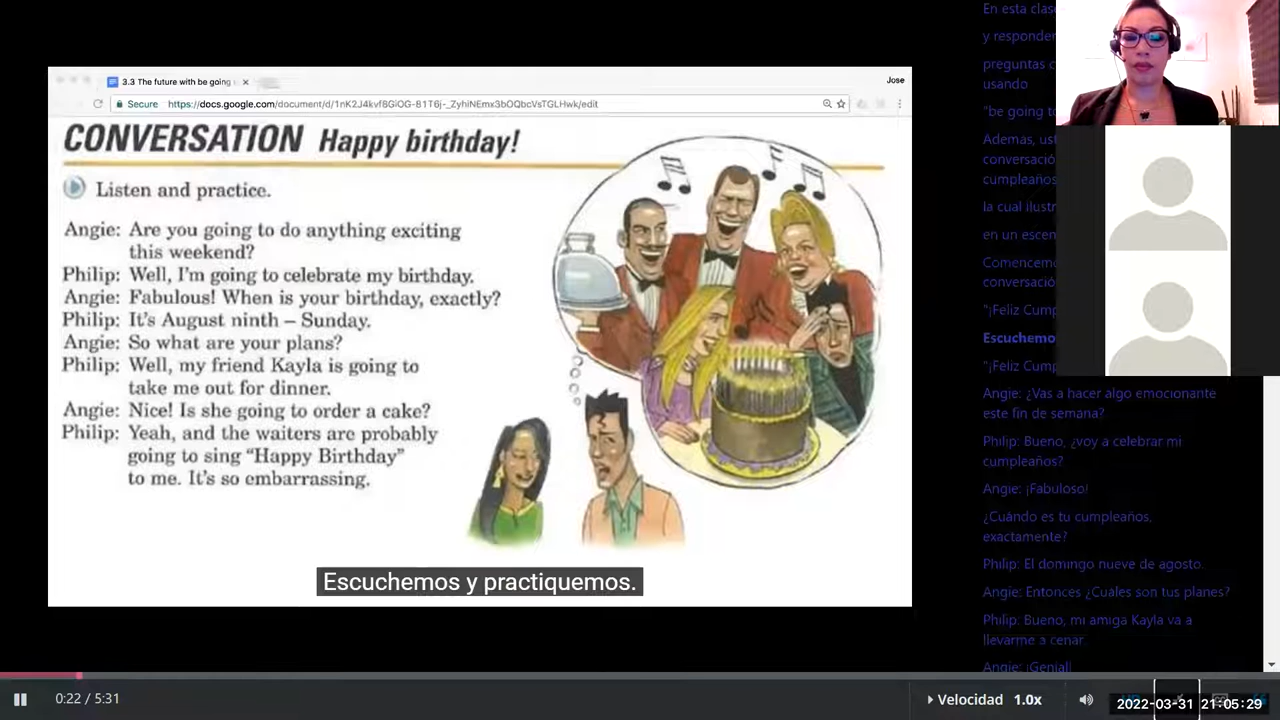 3.3 The future with be going
Jose
Secure
https://docs.google.com/document/d/1nK2J4kvf8GiOG-B1T6j-_ZyhiNEmx3bOQbcVsTGLHwk/edit
CONVERSATION Happy birthday!
Listen and practice.
Angie: Are you going to do anything exciting
this weekend?
Philip: Well, I'm going to celebrate my birthday.
Angie: Fabulous! When is your birthday, exactly?
Philip: It's August ninth – Sunday.
Angie: So what are your plans?
Philip: Well, my friend Kayla is going to
take me out for dinner.
Angie: Nice! Is she going to order a cake?
Philip: Yeah, and the waiters are probably
going to sing “Happy Birthday”
to me. It's so embarrassing.
Escuchemos y practiquemos.
En esta clas
y responder
preguntas
usando
"be going to
Ademas, ust
conversació
cumpleaños
la cual ilust
en un escen
Comencemo
conversació
"¡Feliz Cump
Escuchemo
"¡Feliz Cump
Angie: ¿Vas a hacer algo emocionante
este fin de semana?
Philip: Bueno, ¿voy a celebrar mi
cumpleaños?
Angie: ¡Fabuloso!
¿Cuándo es tu cumpleaños,
exactamente?
Philip: El domingo nueve de agosto.
Angie: Entonces ¿Cuáles son tus planes?
Philip: Bueno, mi amiga Kayla va a
llevarme a cenar.
Angie: ¡Genial!
0:22 / 5:31
Velocidad 1.0x
2022-03-31 21:05:29